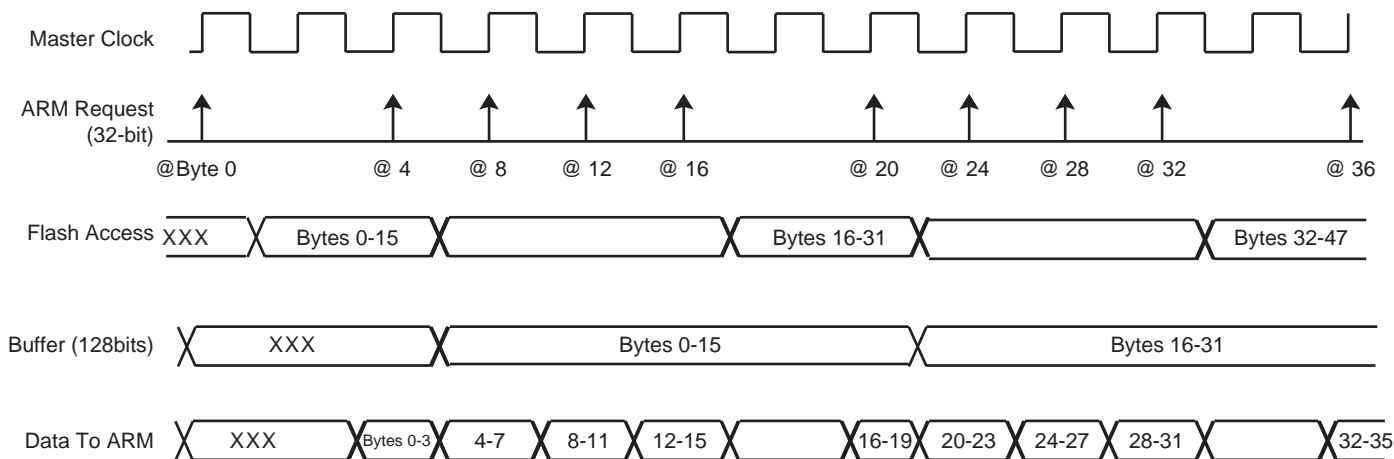 Master Clock
ARM Request
(32-bit)
@Byte 0 @ 4 @ 8 @ 12 @ 16 @ 20 @ 24 @ 28 @ 32 @ 36
Flash Access XXX Bytes 0-15 Bytes 16-31 Bytes 32-47
Buffer (128bits) XXX Bytes 0-15 Bytes 16-31
Data To ARM XXX Bytes 0-3 4-7 8-11 12-15 16-19 20-23 24-27 28-31 32-35